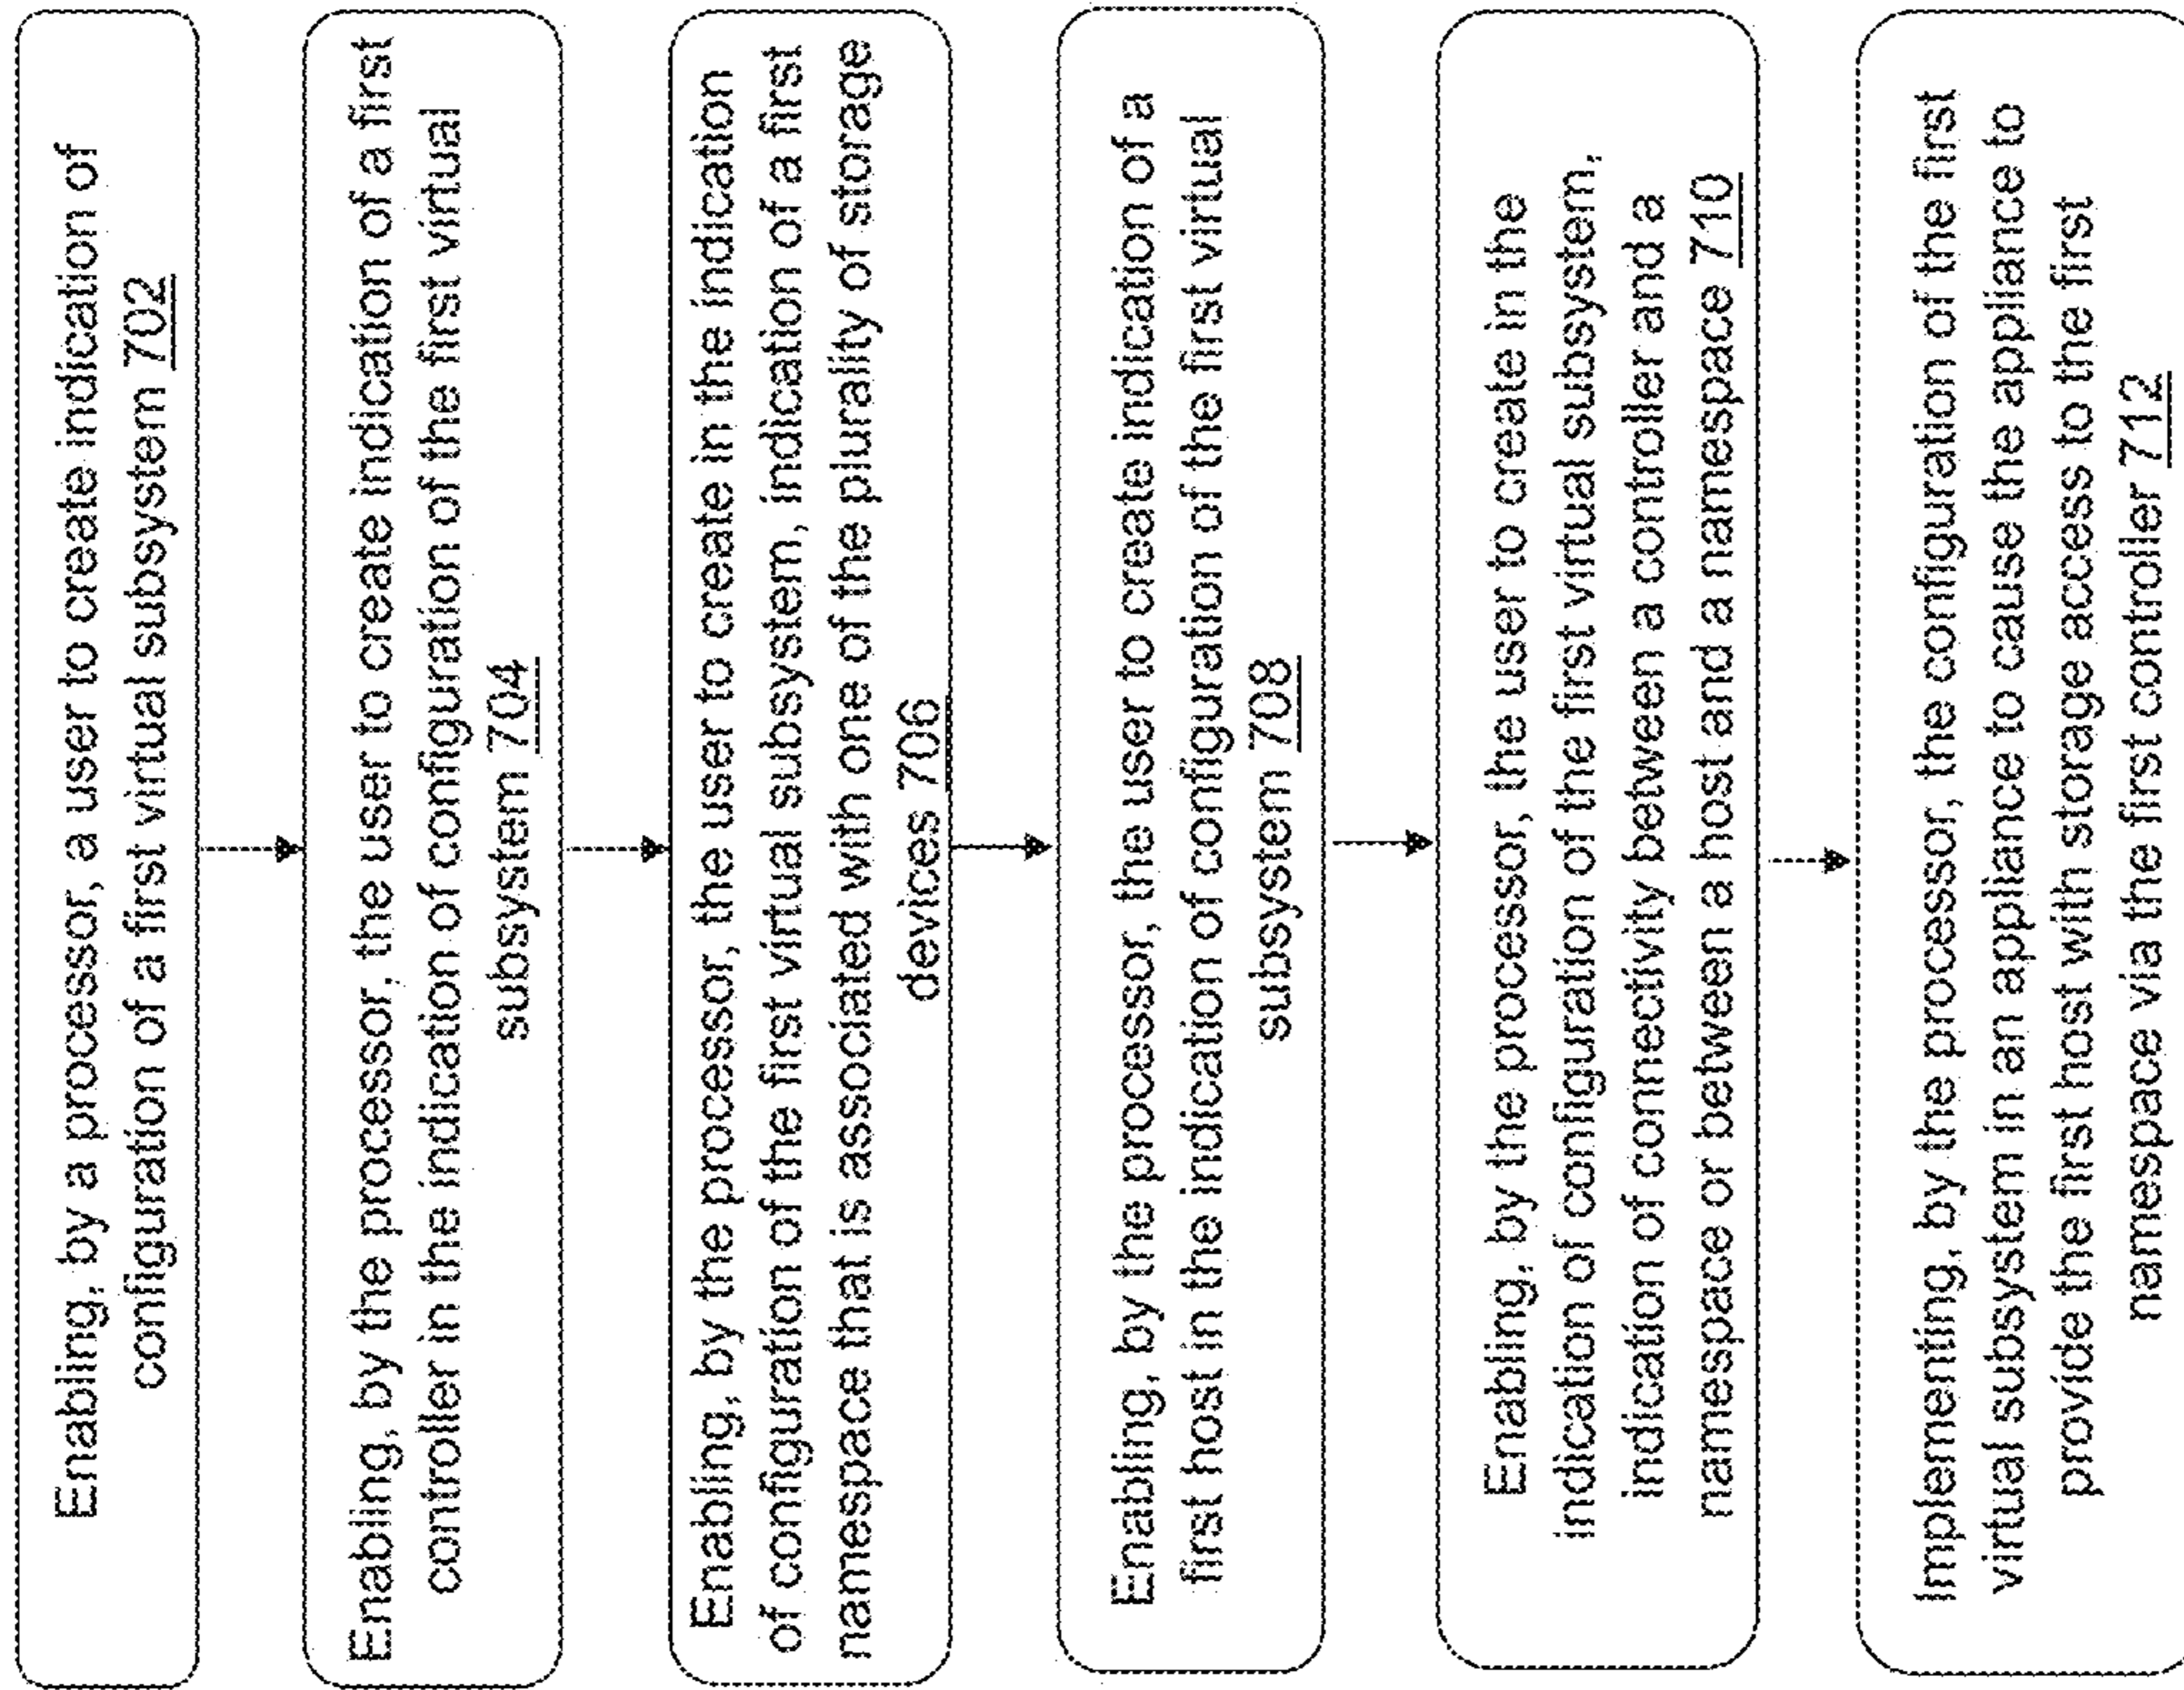 Enabling, by a processor, a user to create indication of
configuration of a first virtual subsystem 702
Enabling, by the processor, the user to create indication of a first
controller in the indication of configuration of the first virtual
subsystem 704
Enabling, by the processor, the user to create in the indication
of configuration of the first virtual subsystem, indication of a first
namespace that is associated with one of the plurality of storage
devices 706
Enabling, by the processor, the user to create indication of a
first host in the indication of configuration of the first virtual
subsystem 708
Enabling, by the processor, the user to create in the
indication of configuration of the first virtual subsystem,
indication of connectivity between a controller and a
namespace or between a host and a namespace 710
Implementing, by the processor, the configuration of the first
virtual subsystem in an appliance to cause the appliance to
provide the first host with storage access to the first
namespace via the first controller 712